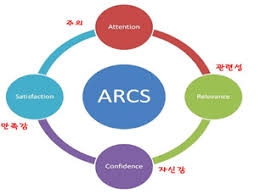 주의
Attention
관련성
Satisfaction
ARCS
Relevance
만족감
Confidence
자신감